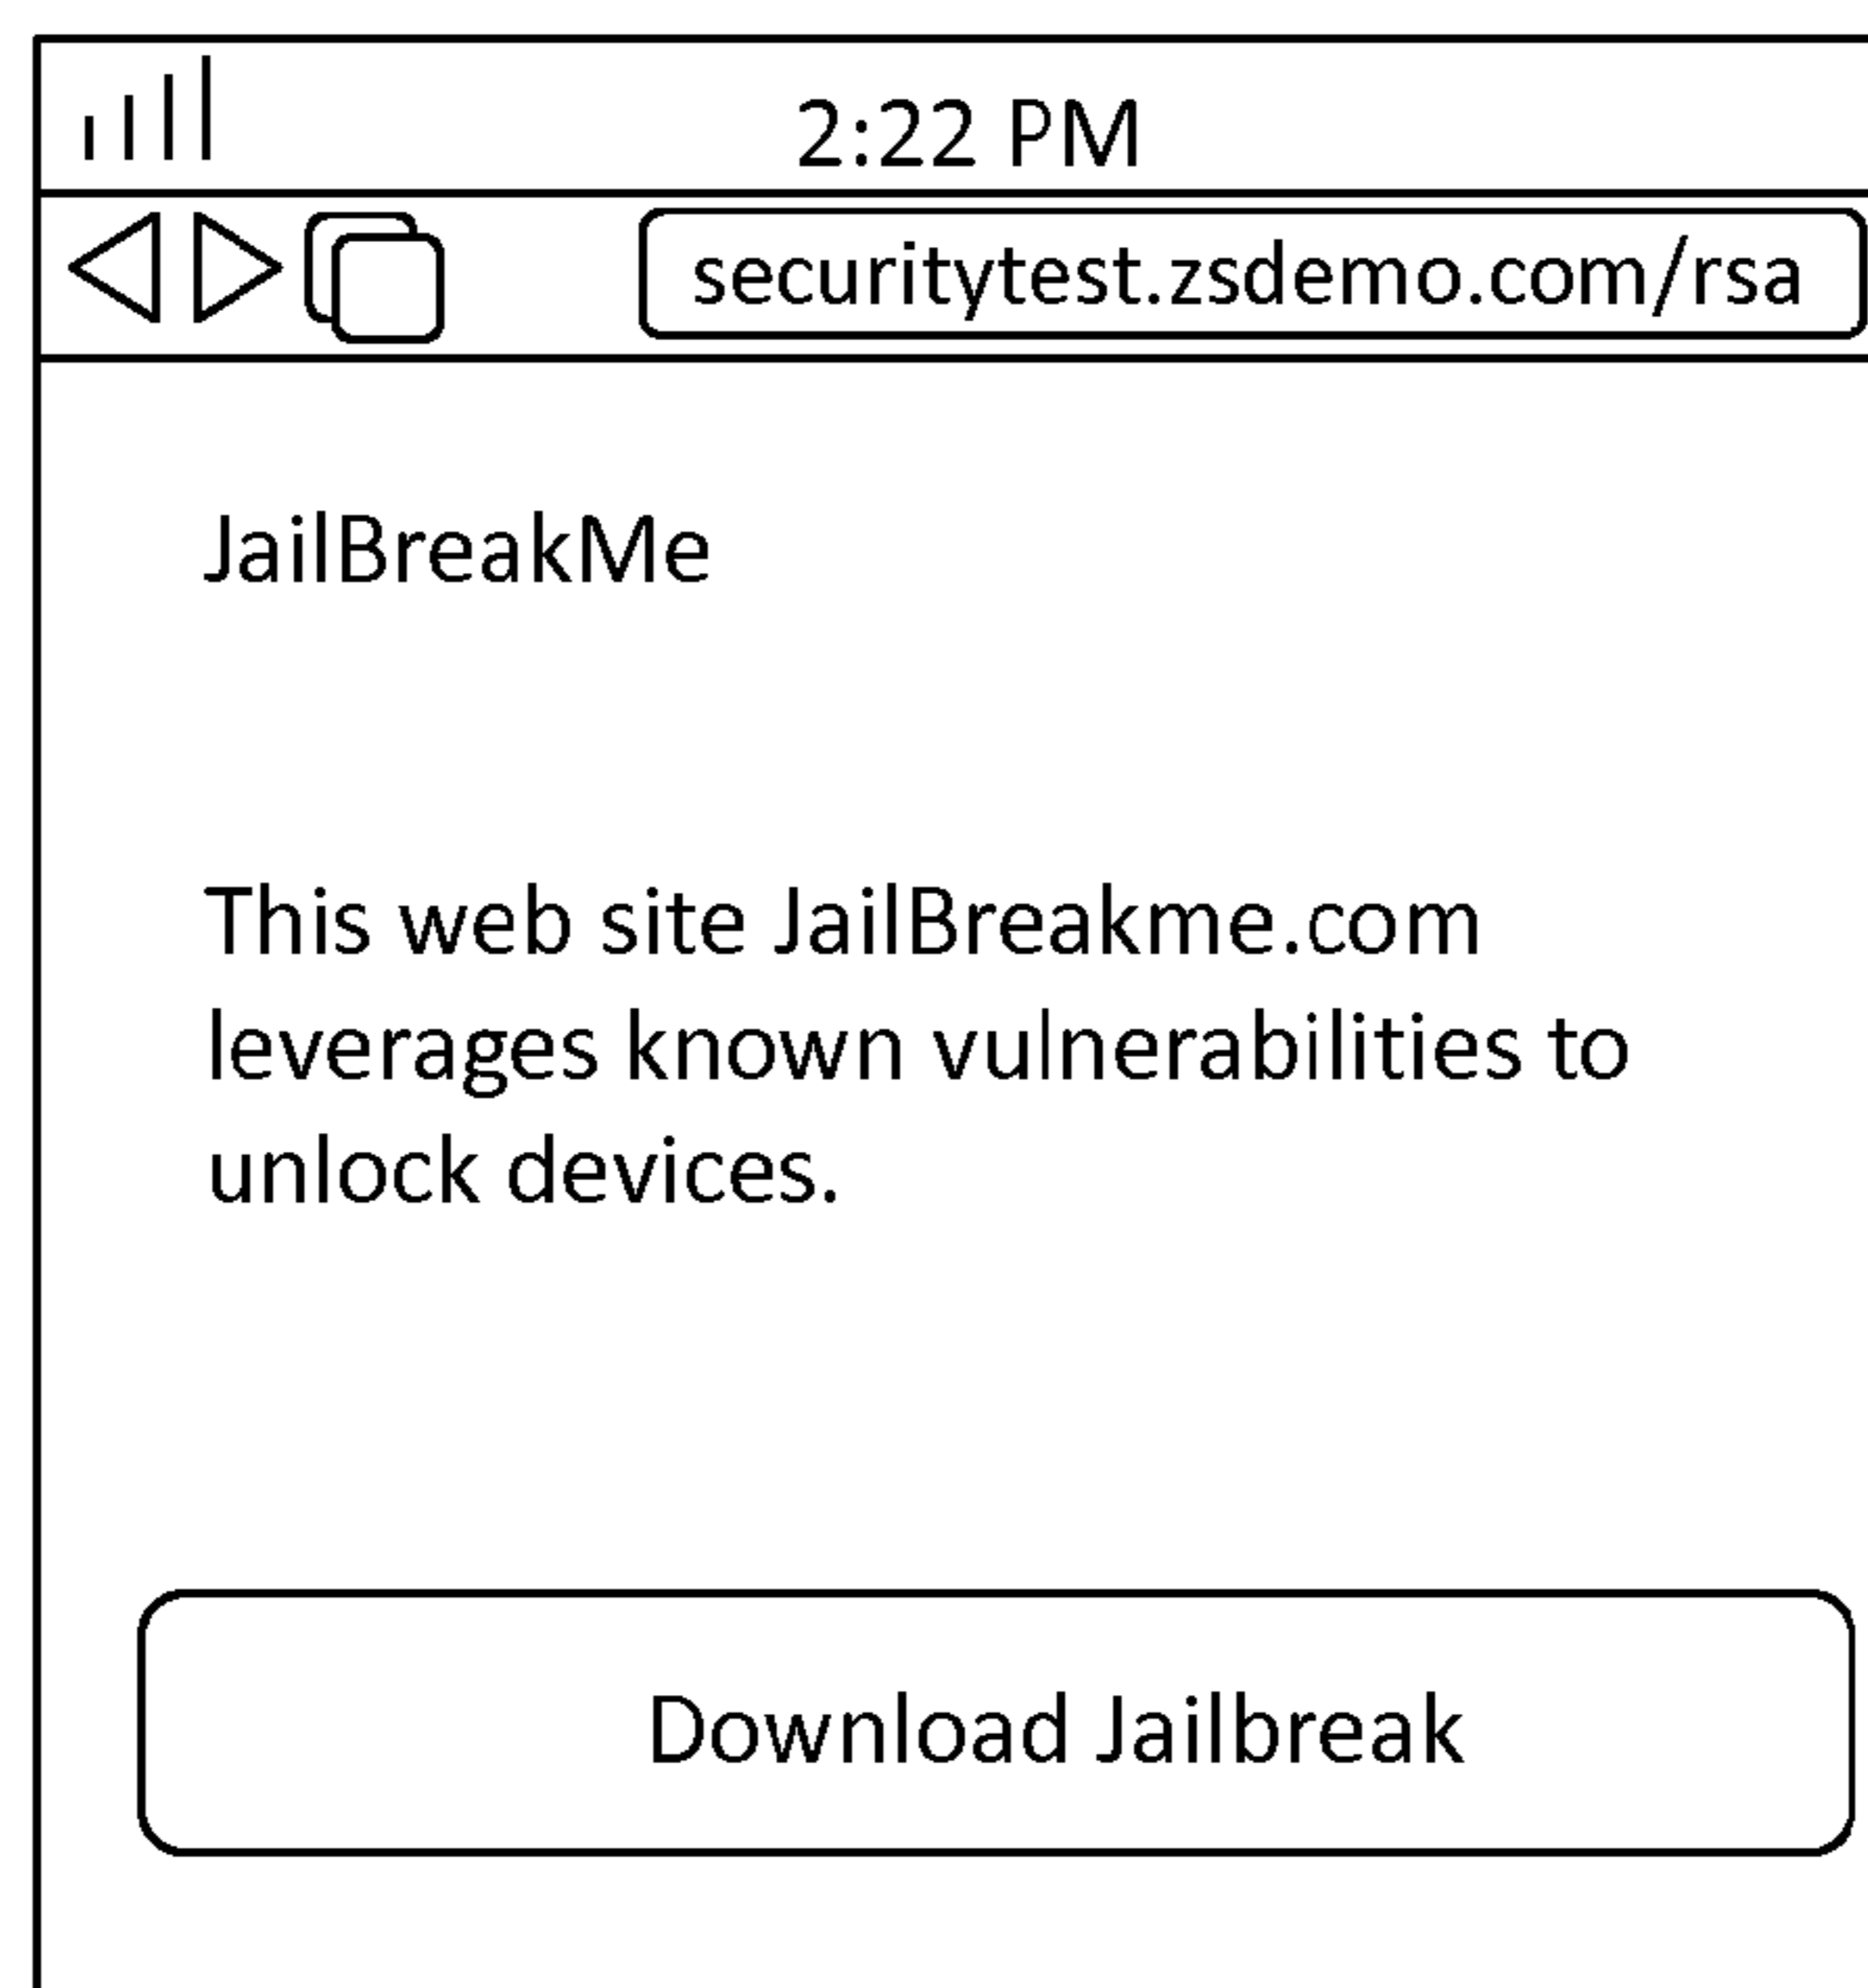 2:22 PM
securitytest.zsdemo.com/rsa
JailBreakMe
This web site JailBreakme.com
leverages known vulnerabilities to
unlock devices.
Download Jailbreak